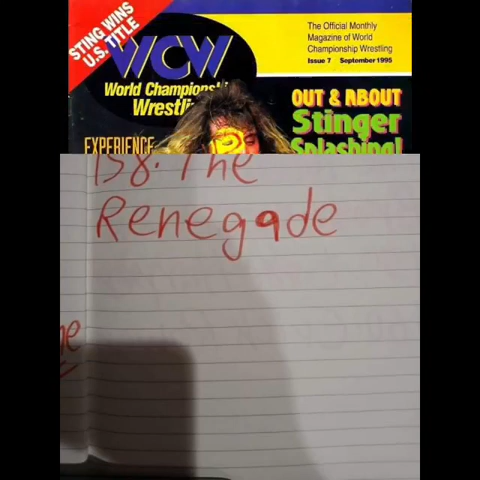 STING WINS
U.S. TITLE
WCW
World Championship
Wrestling
The Official Monthly
Magazine of World
Championship Wrestling
Issue 7 September 1995
OUT & ABOUT
Stinger
Splashing!
EXPERIENCE
158. The
Renegade